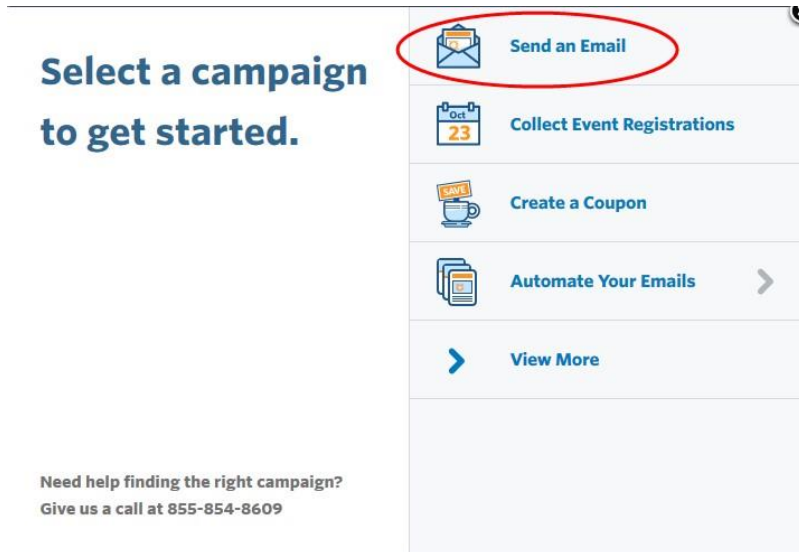 Select a campaign
to get started.
Need help finding the right campaign?
Give us a call at 855-854-8609
Send an Email
Oct
23
Collect Event Registrations
SAVE
Create a Coupon
Automate Your Emails
View More